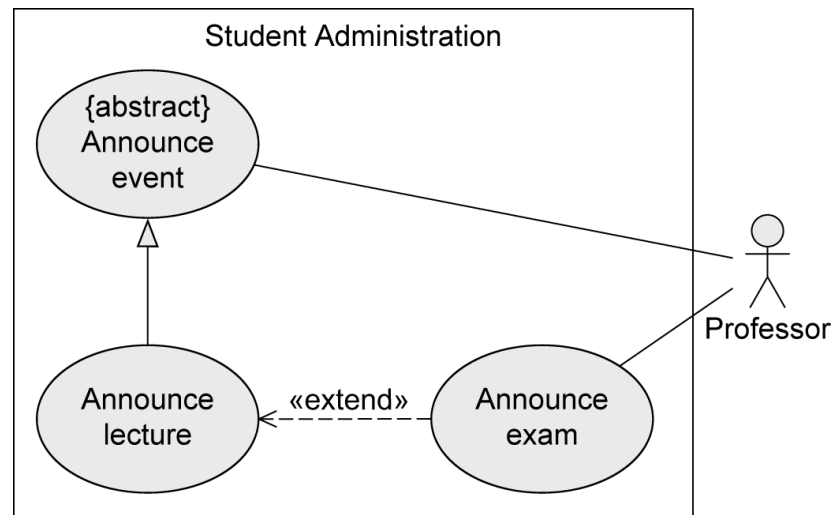 Student Administration
{abstract}
Announce
event
Professor
Announce
lecture
«extend»
Announce
exam